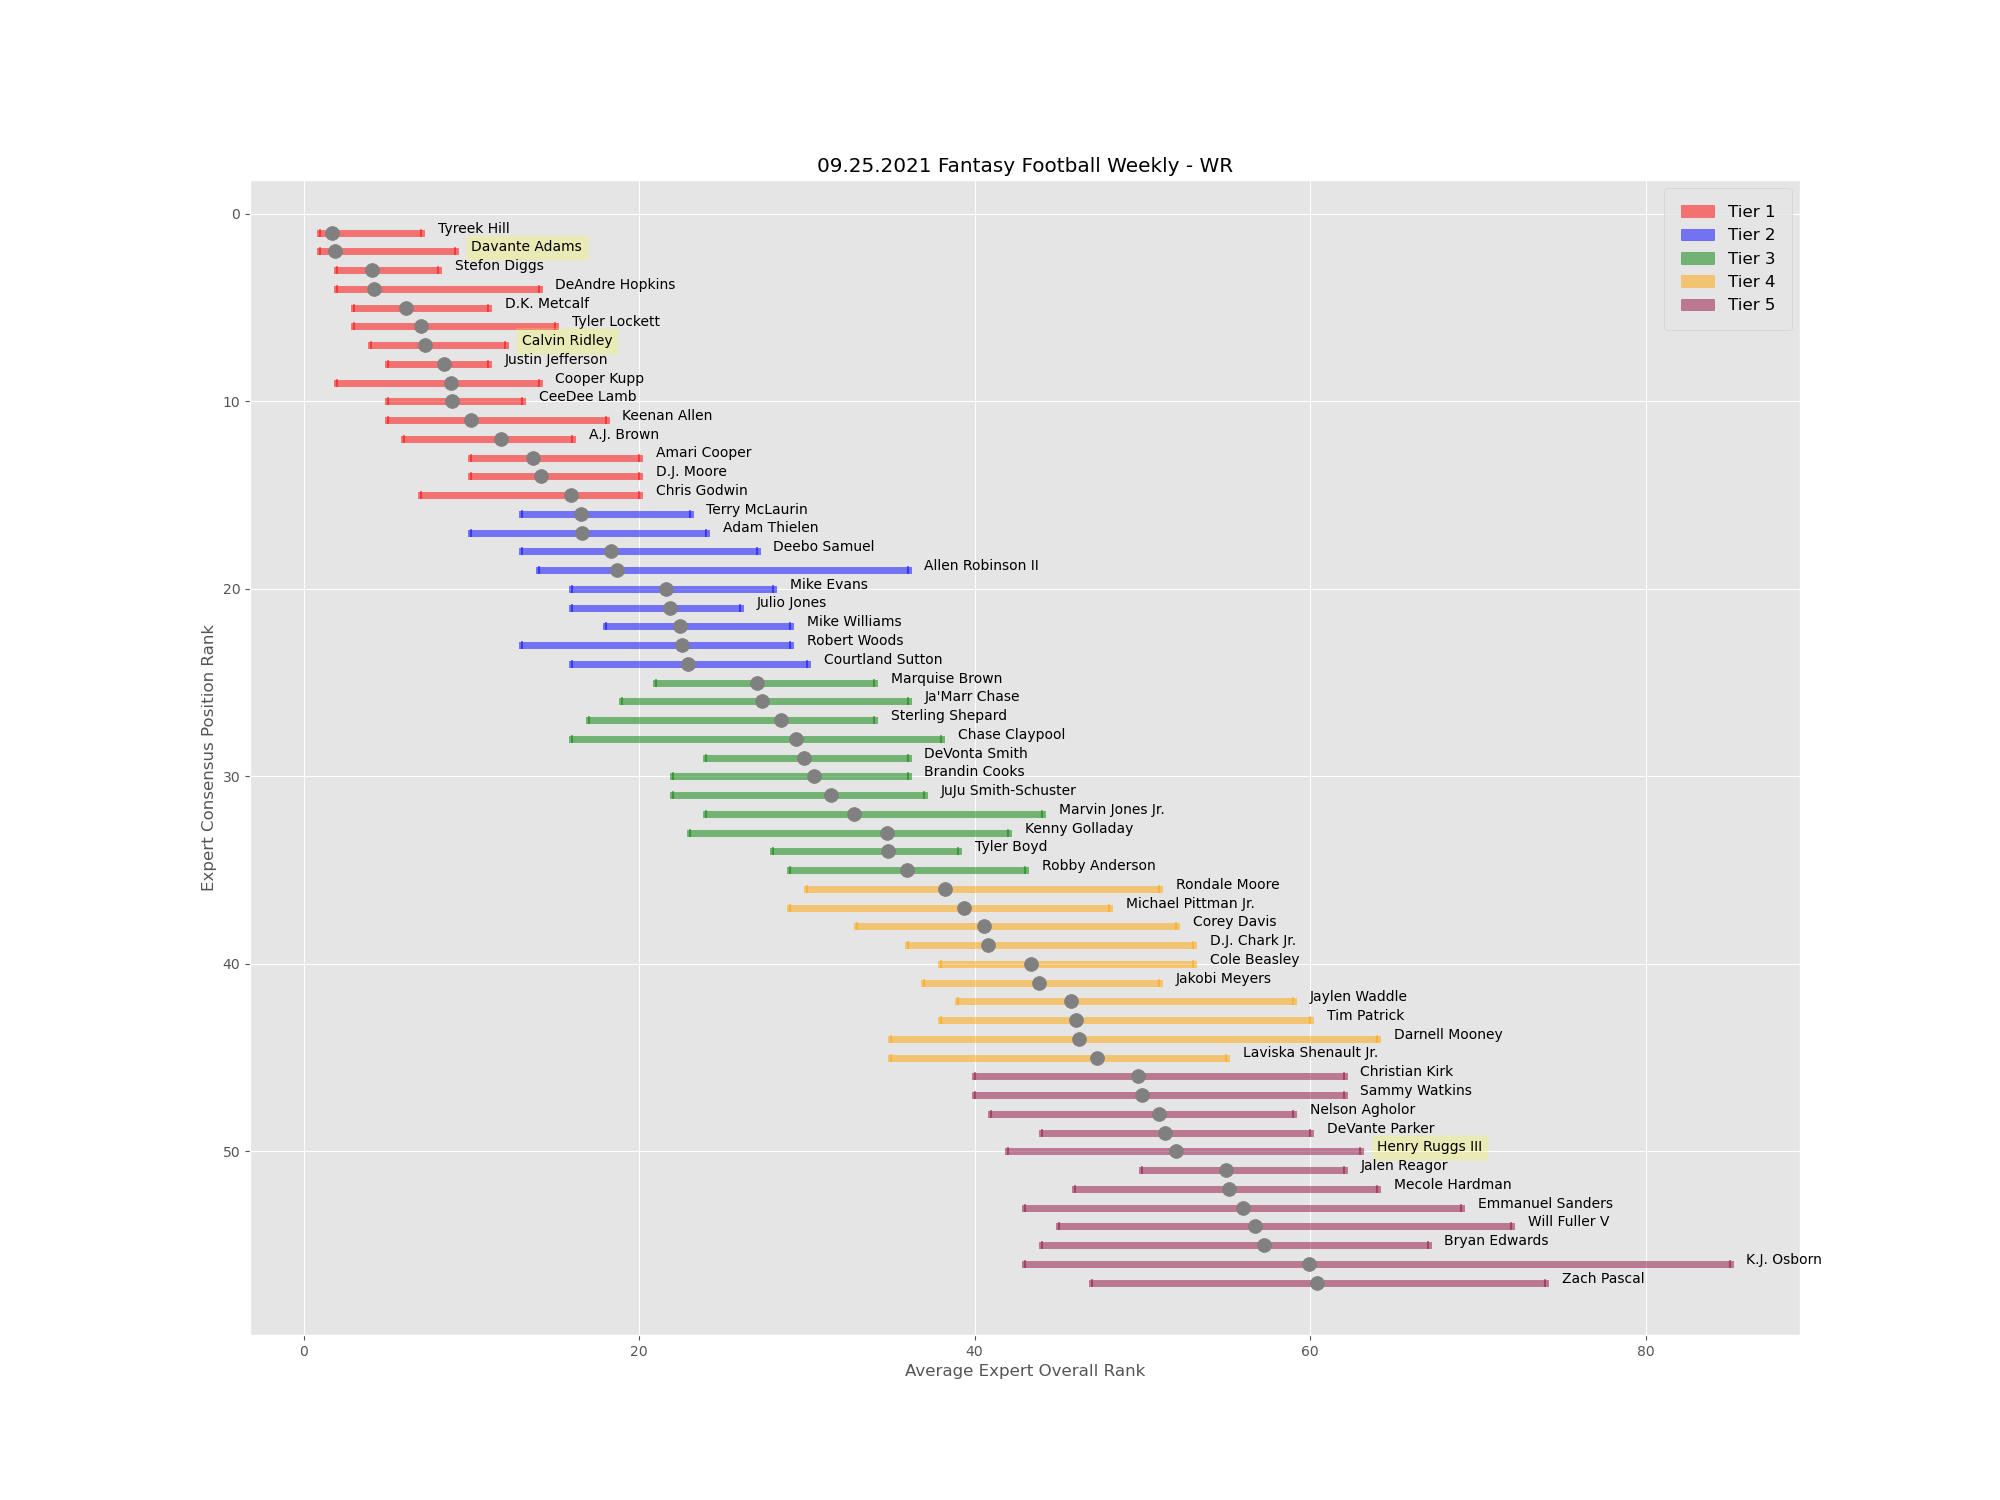 09.25.2021 Fantasy Football Weekly - WR
Tier 1
Tier 2
Tier 3
Tier 4
Tier 5
Expert Consensus Position Rank
0
10
20
30
40
50
Tyreek Hill
Davante Adams
Stefon Diggs
DeAndre Hopkins
D.K. Metcalf
Tyler Lockett
Calvin Ridley
Justin Jefferson
Cooper Kupp
CeeDee Lamb
Keenan Allen
A.J. Brown
Amari Cooper
D.J. Moore
Chris Godwin
Terry McLaurin
Adam Thielen
Deebo Samuel
Allen Robinson II
Mike Evans
Julio Jones
Mike Williams
Robert Woods
Courtland Sutton
Marquise Brown
Ja'Marr Chase
Sterling Shepard
Chase Claypool
DeVonta Smith
Brandin Cooks
JuJu Smith-Schuster
Marvin Jones Jr.
Kenny Golladay
Tyler Boyd
Robby Anderson
Rondale Moore
Michael Pittman Jr.
Corey Davis
D.J. Chark Jr.
Cole Beasley
Jakobi Meyers
Jaylen Waddle
Tim Patrick
Darnell Mooney
Laviska Shenault Jr.
Christian Kirk
Sammy Watkins
Nelson Agholor
DeVante Parker
Henry Ruggs III
Jalen Reagor
Mecole Hardman
Emmanuel Sanders
Will Fuller V
Bryan Edwards
K.J. Osborn
Zach Pascal
0 20 40 60 80
Average Expert Overall Rank